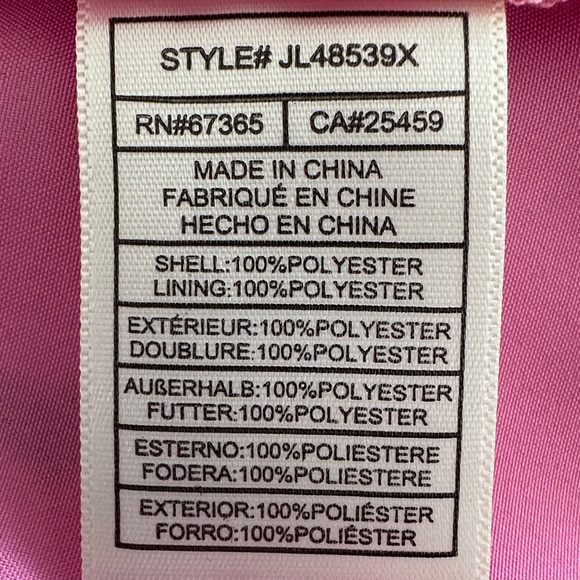 STYLE# JL48539X
RN#67365 CA#25459
MADE IN CHINA
FABRIQUÉ EN CHINE
HECHO EN CHINA
SHELL:100%POLYESTER
LINING:100%POLYESTER
EXTÉRIEUR:100%POLYESTER
DOUBLURE:100%POLYESTER
AUßERHALB:100%POLYESTER
FUTTER:100%POLYESTER
ESTERNO:100%POLIESTERE
FODERA:100%POLIESTERE
EXTERIOR:100%POLIÉSTER
FORRO:100%POLIÉSTER